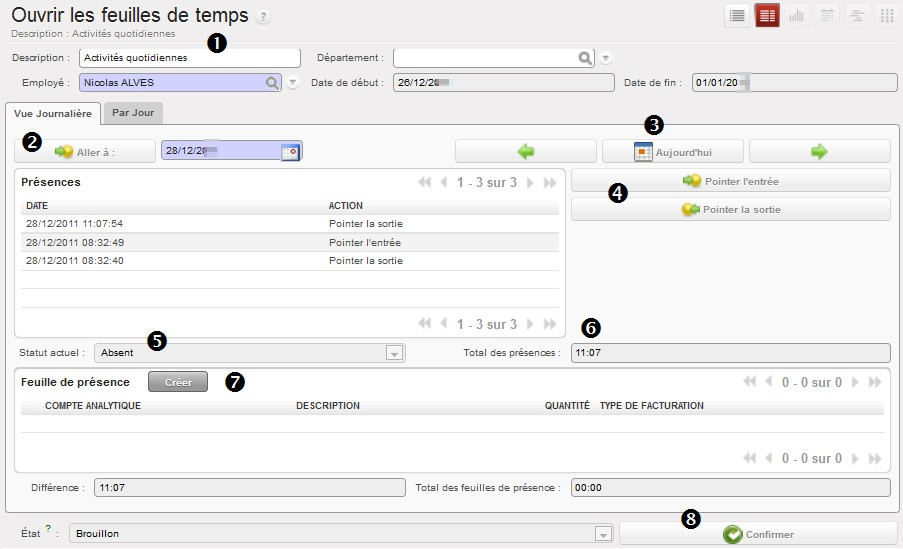 Ouvrir les feuilles de temps ?
Description : Activités quotidiennes
1
Description : Activités quotidiennes Département :
Employé : Nicolas ALVES Date de début : 26/12/20 Date de fin : 01/01/20
Vue Journalière Par Jour
2 3
Aller à : 28/12/20 Aujourd'hui
Présences 1 - 3 sur 3 Pointer l'entrée
4
DATE ACTION Pointer la sortie
28/12/2011 11:07:54 Pointer la sortie
28/12/2011 08:32:49 Pointer l'entrée
28/12/2011 08:32:40 Pointer la sortie
1 - 3 sur 3
5 6
Statut actuel : Absent Total des présences : 11:07
Feuille de présence Créer 7 0 - 0 sur 0
COMPTE ANALYTIQUE DESCRIPTION QUANTITÉ TYPE DE FACTURATION
0 - 0 sur 0
Différence : 11:07 Total des feuilles de présence : 00:00
8
État ? : Brouillon Confirmer